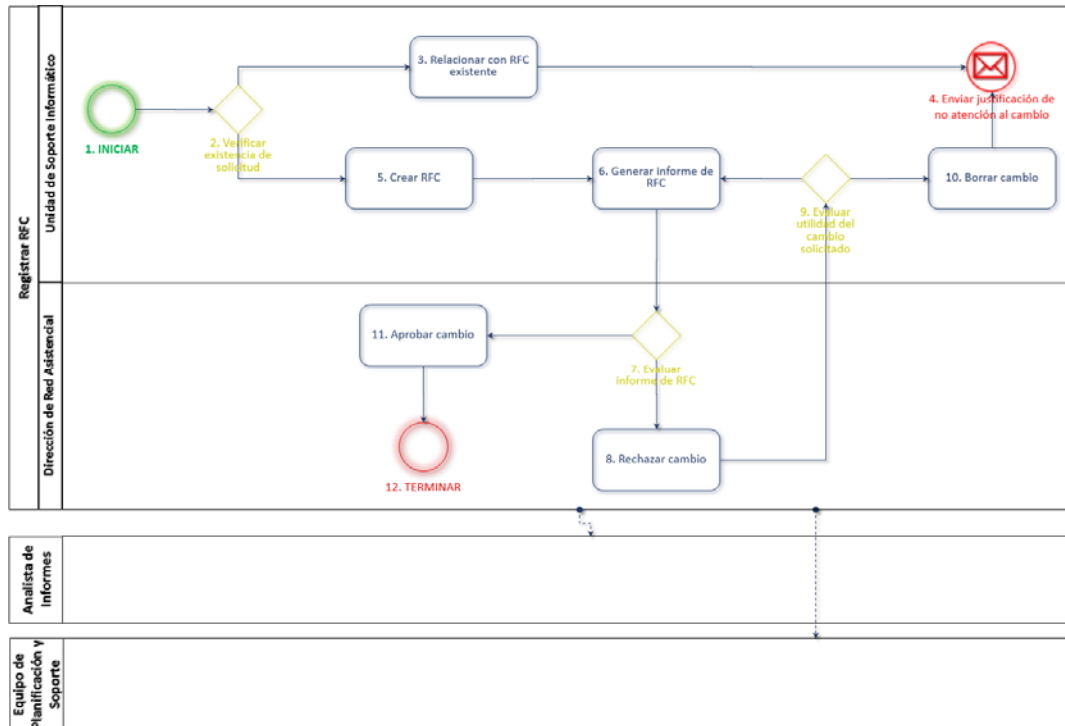 Registrar RFC
Unidad de Soporte Informático
1. INICIAR
2. Verificar
existencia de
solicitud
3. Relacionar con RFC
existente
4. Enviar justificación de
no atención al cambio
5. Crear RFC
6. Generar informe de
RFC
9. Evaluar
utilidad del
cambio
solicitado
10. Borrar cambio
Dirección de Red Asistencial
11. Aprobar cambio
7. Evaluar
informe de RFC
8. Rechazar cambio
12. TERMINAR
Analista de
Informes
Equipo de
Planificación y
Soporte